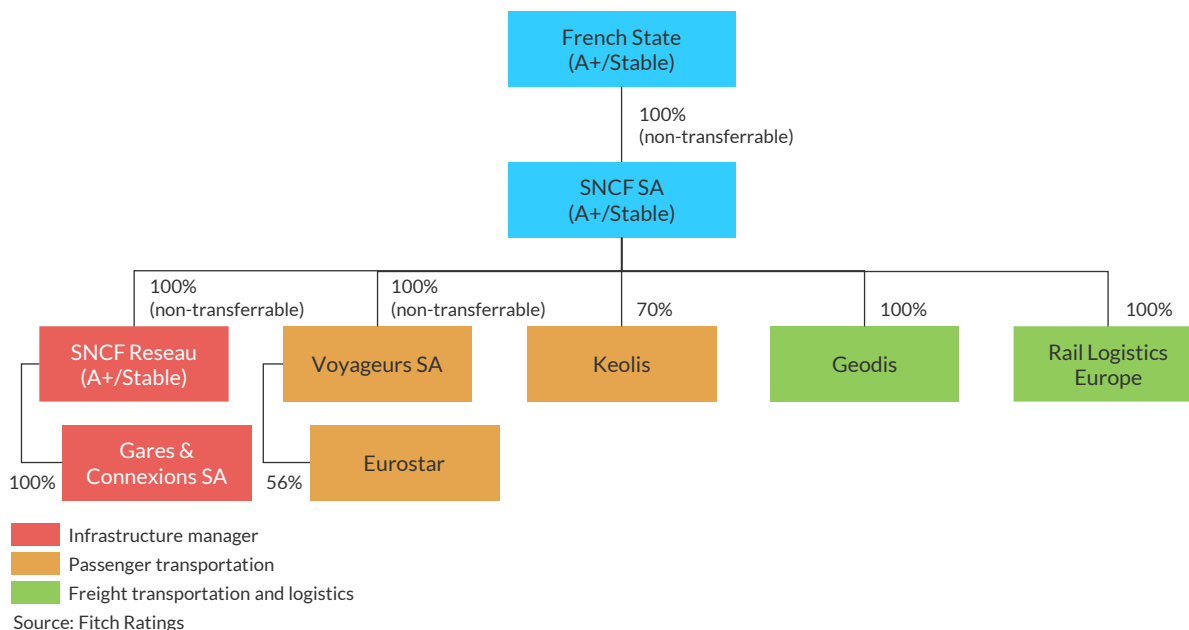 French State
(A+/Stable)
100%
(non-transferrable)
SNCF SA
(A+/Stable)
100%
(non-transferrable)
100%
(non-transferrable)
70%
100%
100%
SNCF Reseau
(A+/Stable)
Voyageurs SA
Keolis
Geodis
Rail Logistics
Europe
Gares &
Connexions SA
100%
Eurostar
56%
Infrastructure manager
Passenger transportation
Freight transportation and logistics
Source: Fitch Ratings